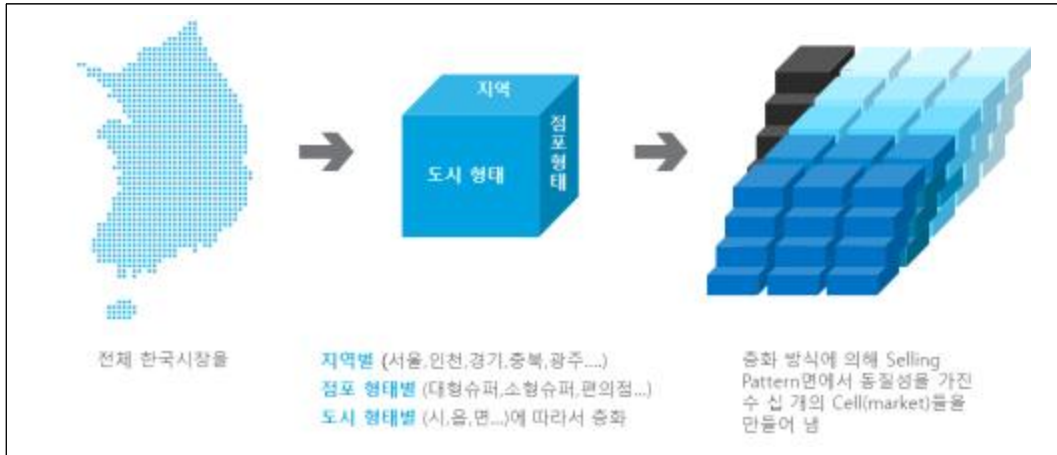 지역
도시 형태
점포형태
전체 한국시장을
지역별 (서울,인천,경기,충북,광주....)
점포 형태별 (대형슈퍼,소형슈퍼,편의점...)
도시 형태별 (시,읍,면...)에 따라서 층화
층화 방식에 의해 Selling
Pattern면에서 동질성을 가진
수 십 개의 Cell(market)들을
만들어 냄